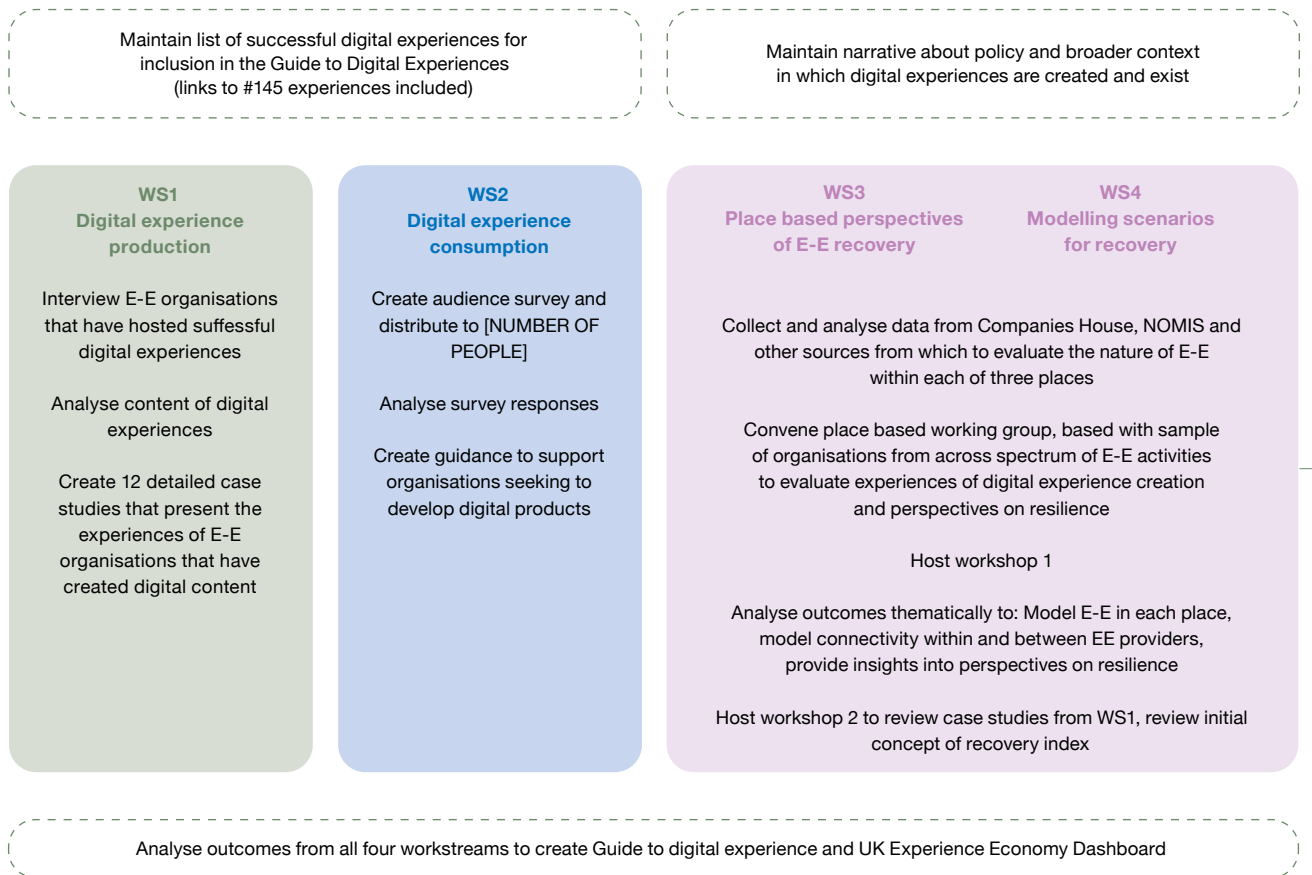 Maintain list of successful digital experiences for
inclusion in the Guide to Digital Experiences
(links to #145 experiences included)
Maintain narrative about policy and broader context
in which digital experiences are created and exist
WS1
Digital experience
production
Interview E-E organisations
that have hosted suffessful
digital experiences
Analyse content of digital
experiences
Create 12 detailed case
studies that present the
experiences of E-E
organisations that have
created digital content
WS2
Digital experience
consumption
Create audience survey and
distribute to [NUMBER OF
PEOPLE]
Analyse survey responses
Create guidance to support
organisations seeking to
develop digital products
WS3
Place based perspectives
of E-E recovery
WS4
Modelling scenarios
for recovery
Collect and analyse data from Companies House, NOMIS and
other sources from which to evaluate the nature of E-E
within each of three places
Convene place based working group, based with sample
of organisations from across spectrum of E-E activities
to evaluate experiences of digital experience creation
and perspectives on resilience
Host workshop 1
Analyse outcomes thematically to: Model E-E in each place,
model connectivity within and between EE providers,
provide insights into perspectives on resilience
Host workshop 2 to review case studies from WS1, review initial
concept of recovery index
Analyse outcomes from all four workstreams to create Guide to digital experience and UK Experience Economy Dashboard